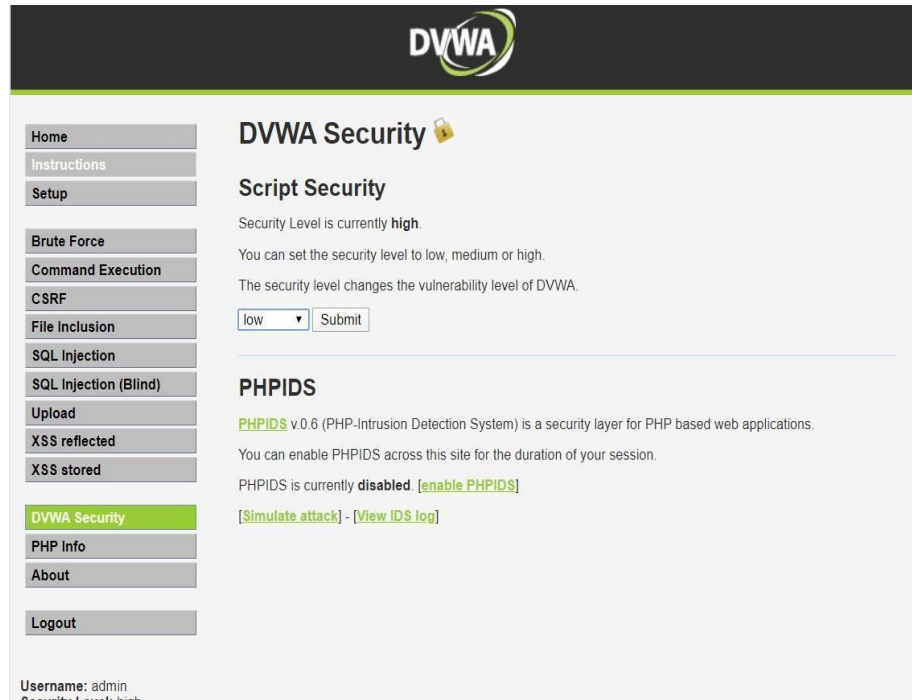 DVWA
Home
Instructions
Setup
Brute Force
Command Execution
CSRF
File Inclusion
SQL Injection
SQL Injection (Blind)
Upload
XSS reflected
XSS stored
DVWA Security
PHP Info
About
Logout
Username: admin
Security Level: high
DVWA Security
Script Security
Security Level is currently high.
You can set the security level to low, medium or high.
The security level changes the vulnerability level of DVWA.
low Submit
PHPIDS
PHPIDS v.0.6 (PHP-Intrusion Detection System) is a security layer for PHP based web applications.
You can enable PHPIDS across this site for the duration of your session.
PHPIDS is currently disabled. [enable PHPIDS]
[Simulate attack] - [View IDS log]